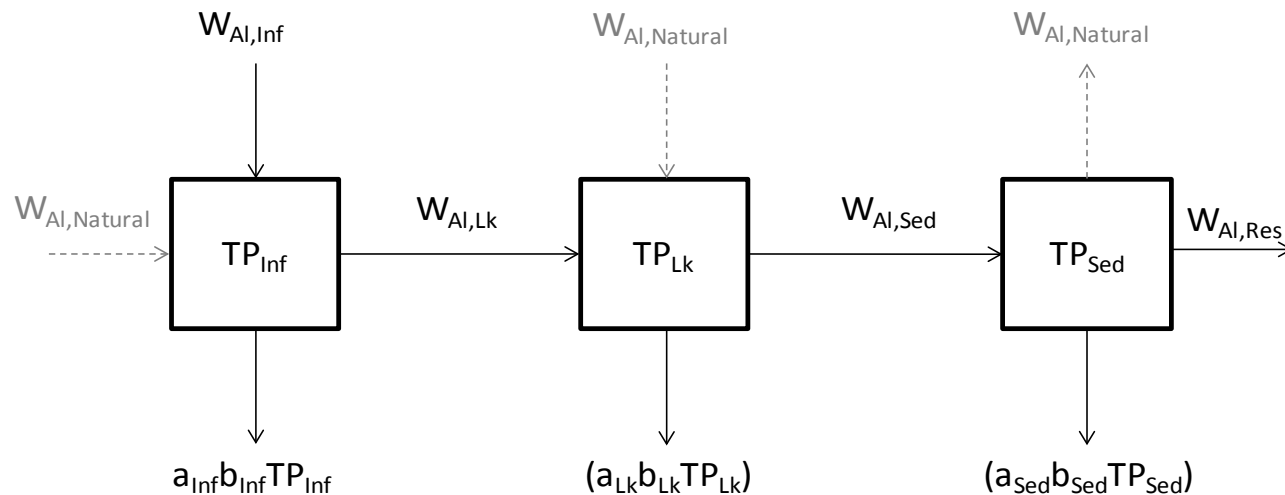 W_Al,Inf
W_Al,Natural
W_Al,Natural
W_Al,Natural
W_Al,Lk
W_Al,Sed
W_Al,Res
TP_Inf
TP_Lk
TP_Sed
a_Inf b_Inf TP_Inf
(a_Lk b_Lk TP_Lk)
(a_Sed b_Sed TP_Sed)